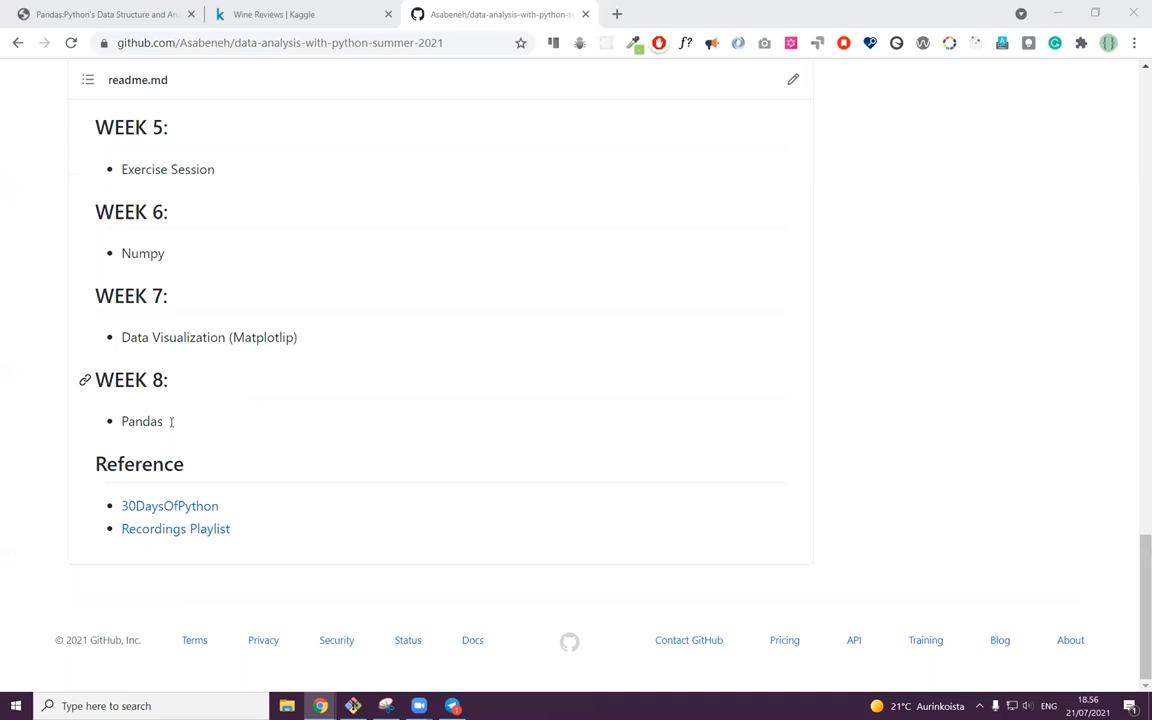 Pandas:Python's Data Structure and An
Wine Reviews | Kaggle
Asabeneh/data-analysis-with-python-s
github.com/Asabeneh/data-analysis-with-python-summer-2021
readme.md
WEEK 5:
Exercise Session
WEEK 6:
Numpy
WEEK 7:
Data Visualization (Matplotlip)
WEEK 8:
Pandas
Reference
30DaysOfPython
Recordings Playlist
© 2021 GitHub, Inc. Terms Privacy Security Status Docs Contact GitHub Pricing API Training Blog About
Type here to search
21°C Aurinkoista
ENG
18.56
21/07/2021